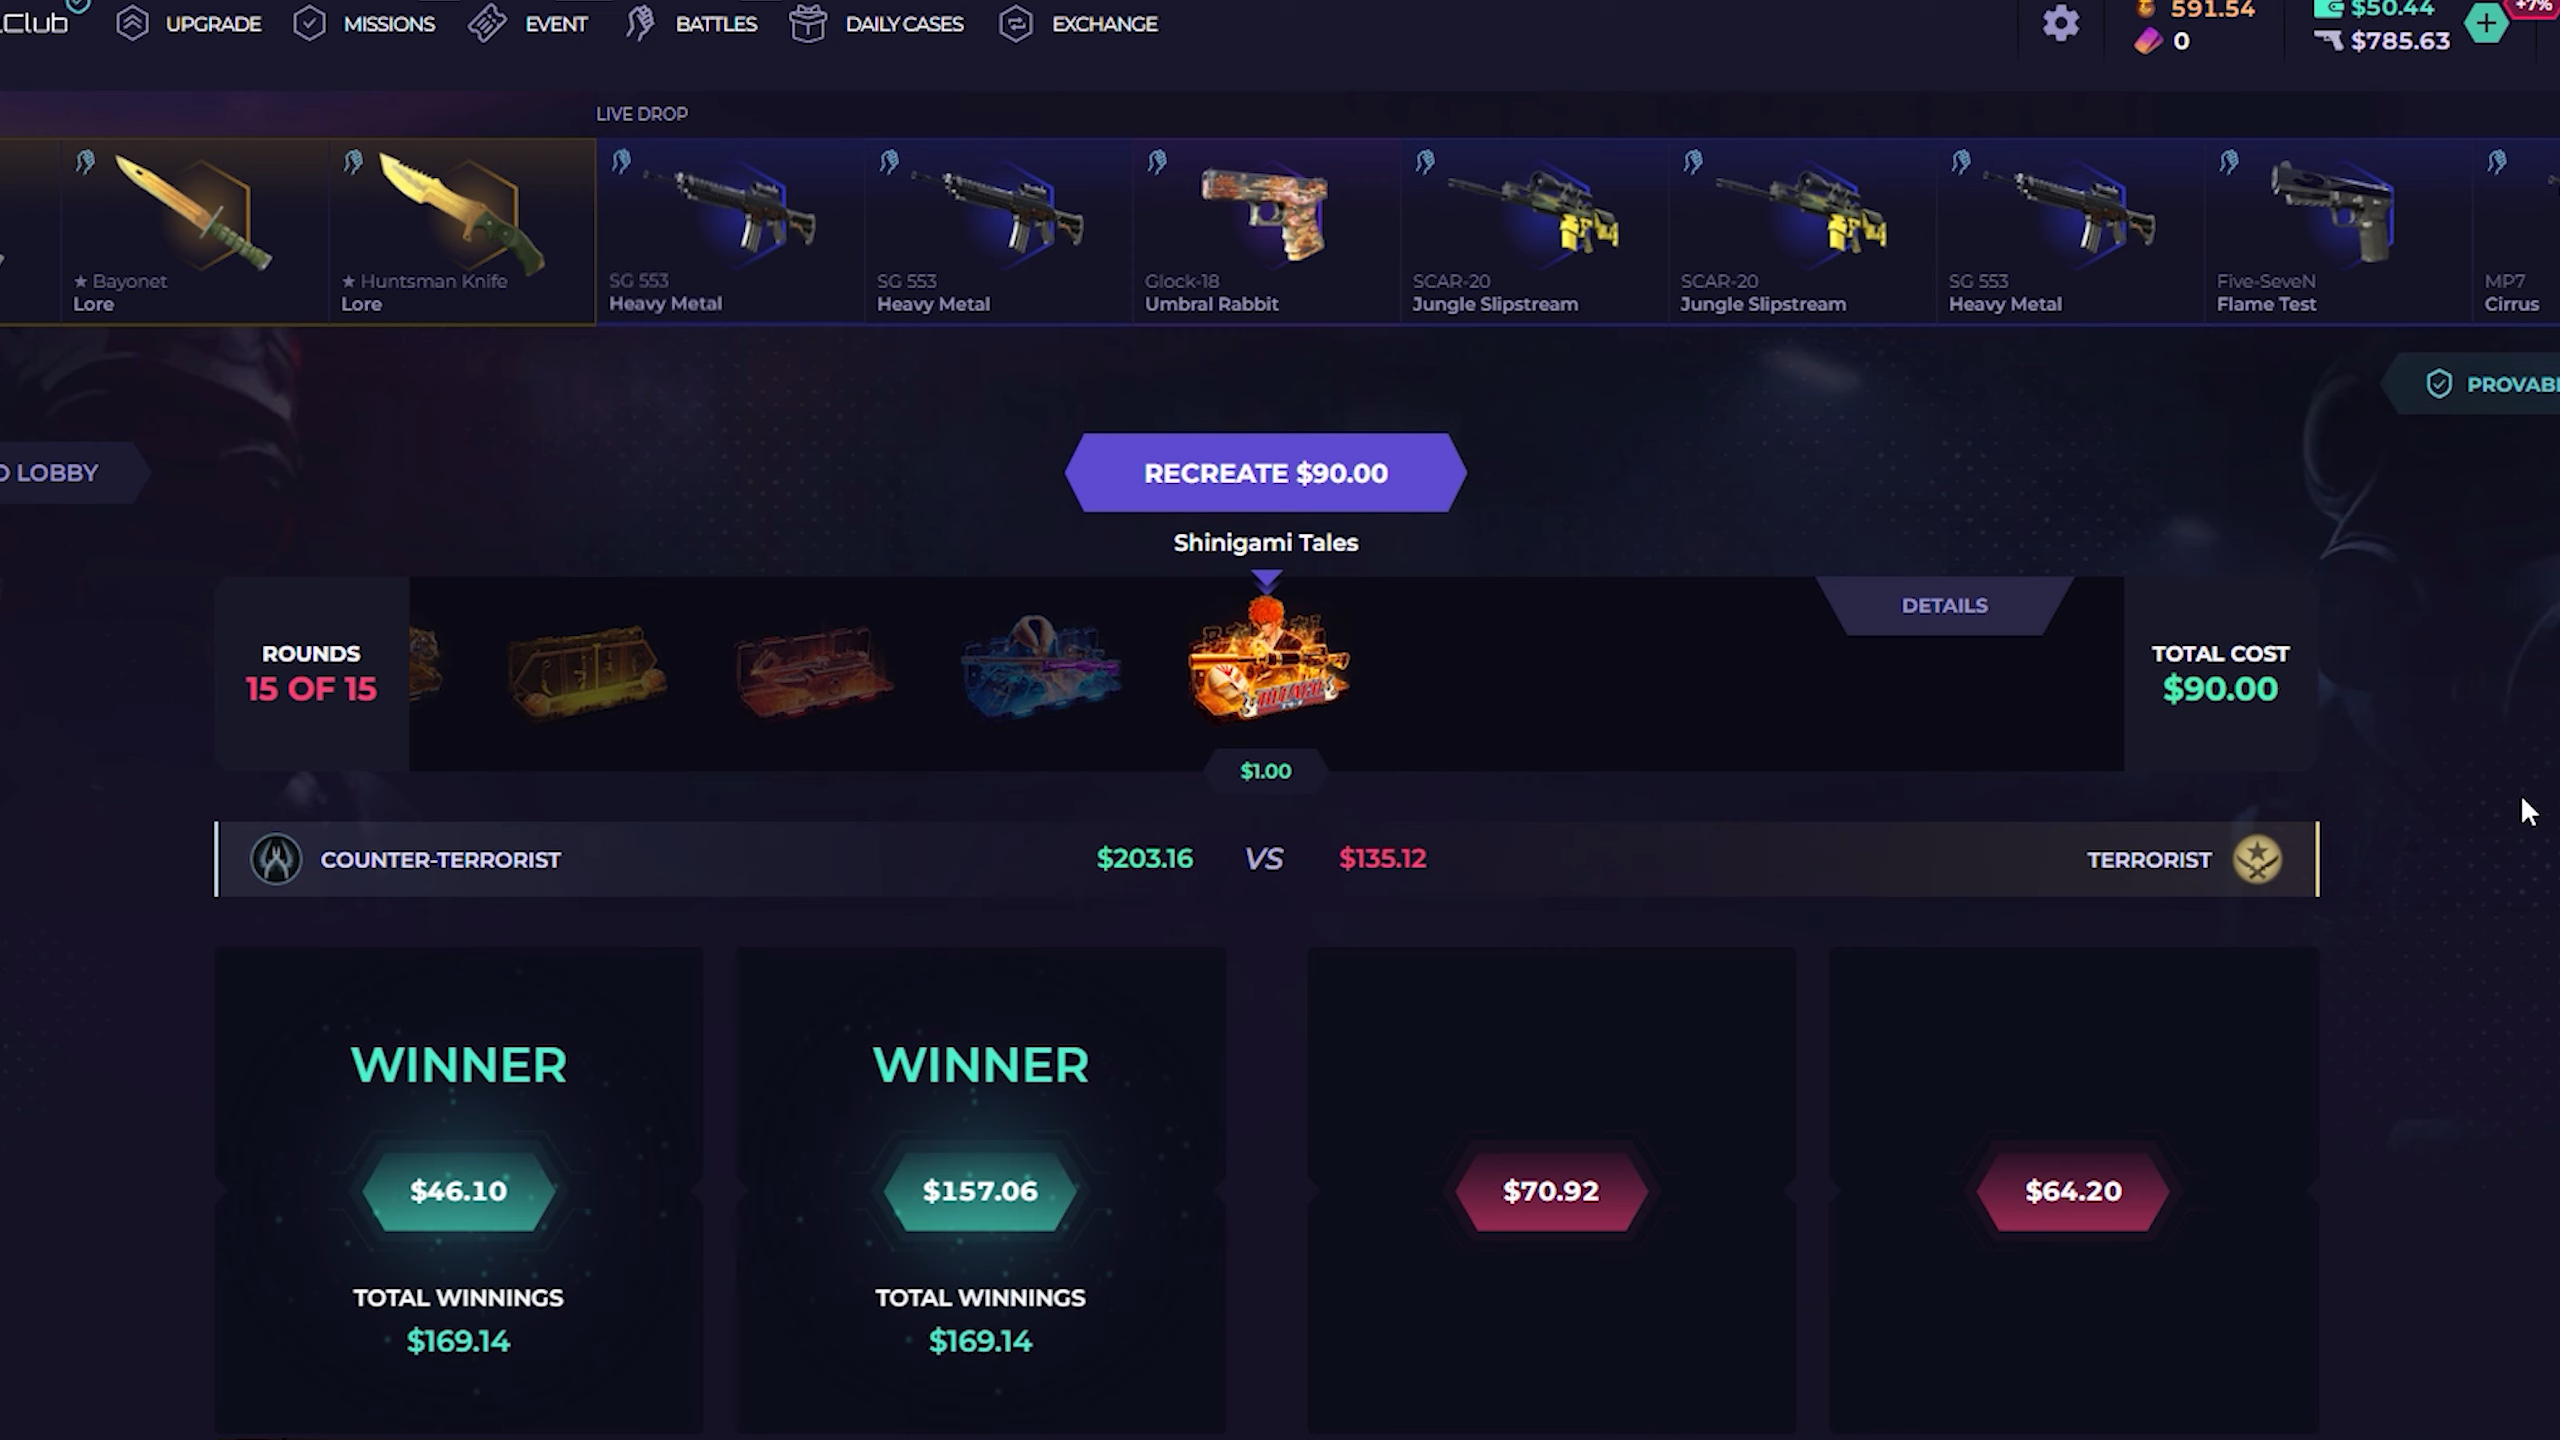 .Club
UPGRADE
MISSIONS
EVENT
BATTLES
DAILY CASES
EXCHANGE
591.54
0
$50.44
$785.63
+7%
LIVE DROP
★ Bayonet
Lore
★ Huntsman Knife
Lore
SG 553
Heavy Metal
SG 553
Heavy Metal
Glock-18
Umbral Rabbit
SCAR-20
Jungle Slipstream
SCAR-20
Jungle Slipstream
SG 553
Heavy Metal
Five-SeveN
Flame Test
MP7
Cirrus
PROVABL
O LOBBY
RECREATE $90.00
Shinigami Tales
DETAILS
ROUNDS
15 OF 15
TOTAL COST
$90.00
$1.00
COUNTER-TERRORIST
$203.16 VS $135.12
TERRORIST
WINNER
$46.10
TOTAL WINNINGS
$169.14
WINNER
$157.06
TOTAL WINNINGS
$169.14
$70.92
$64.20